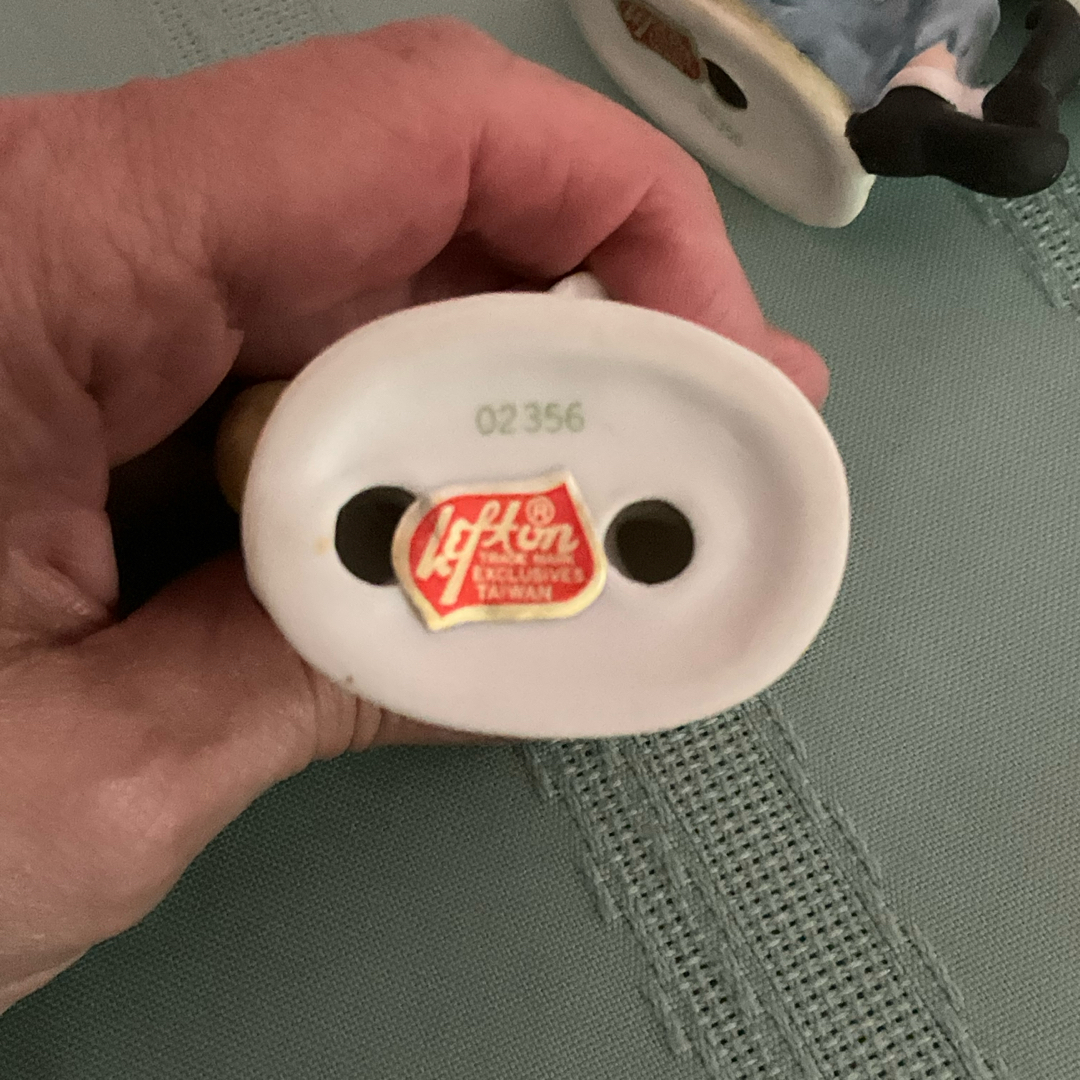 02356
Lefton®
TRADE MARK
EXCLUSIVES
TAIWAN